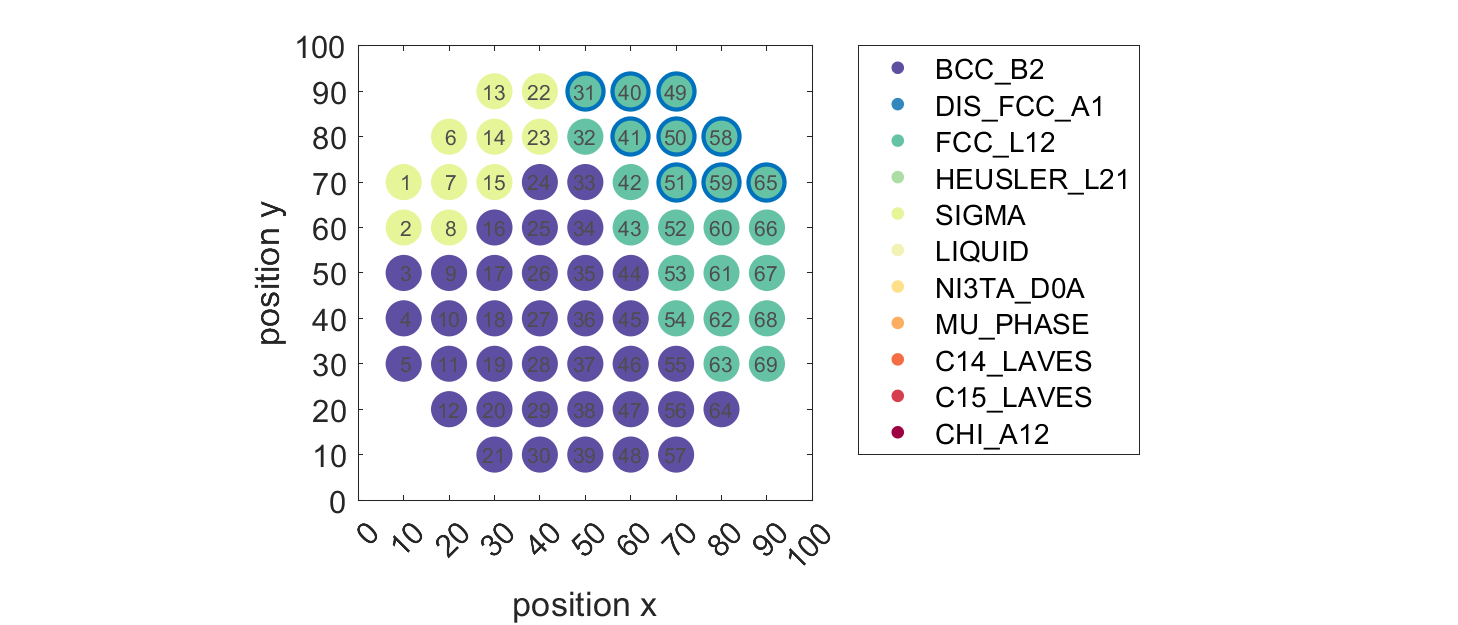 100
90
80
70
60
50
40
30
20
10
0
position y
13 22 31 40 49
6 14 23 32 41 50 58
1 7 15 24 33 42 51 59 65
2 8 16 25 34 43 52 60 66
3 9 17 26 35 44 53 61 67
4 10 18 27 36 45 54 62 68
5 11 19 28 37 46 55 63 69
12 20 29 38 47 56 64
21 30 39 48 57
0 10 20 30 40 50 60 70 80 90 100
position x
BCC_B2
DIS_FCC_A1
FCC_L12
HEUSLER_L21
SIGMA
LIQUID
NI3TA_D0A
MU_PHASE
C14_LAVES
C15_LAVES
CHI_A12